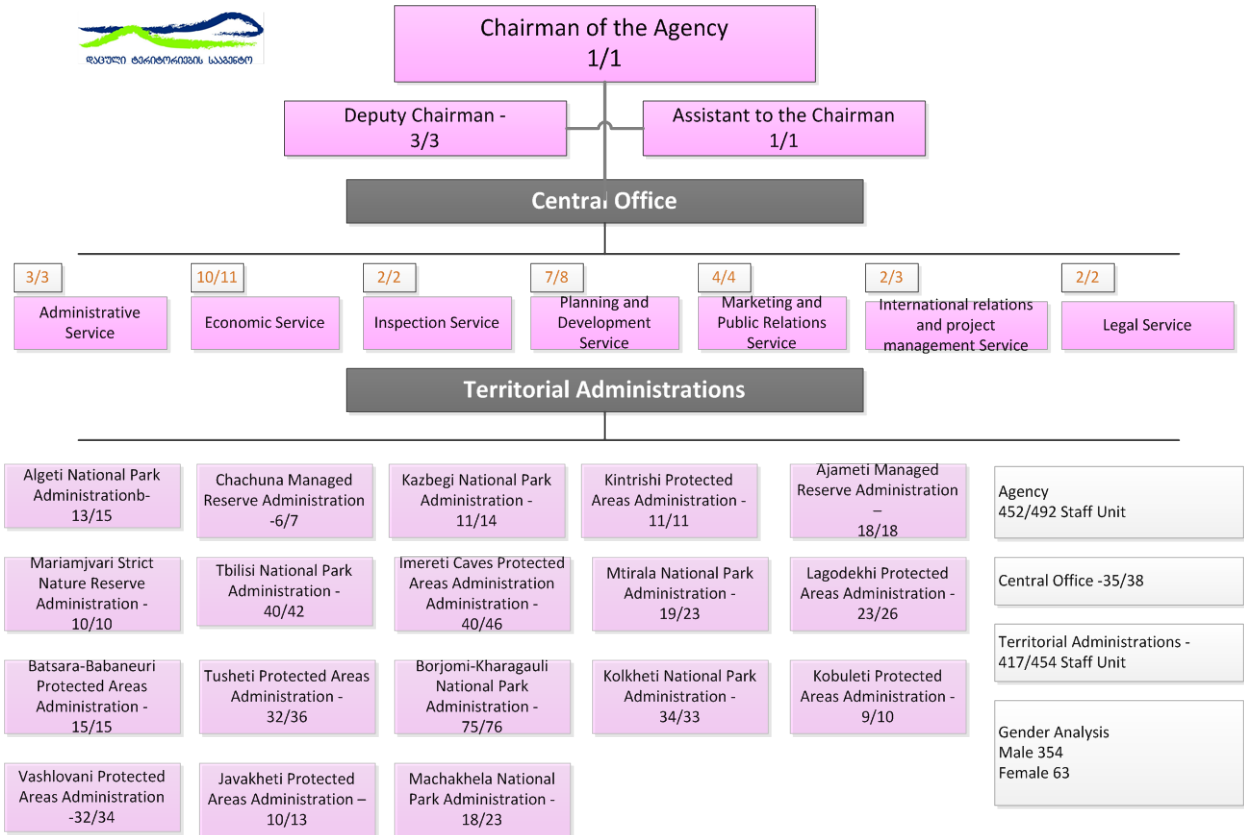 დაცული ტერიტორიების სააგენტო
Chairman of the Agency
1/1
Deputy Chairman -
3/3
Assistant to the Chairman
1/1
Central Office
3/3
Administrative
Service
10/11
Economic Service
2/2
Inspection Service
7/8
Planning and
Development
Service
4/4
Marketing and
Public Relations
Service
2/3
International relations
and project
management Service
2/2
Legal Service
Territorial Administrations
Algeti National Park
Administrationb-
13/15
Chachuna Managed
Reserve Administration
-6/7
Kazbegi National Park
Administration -
11/14
Kintrishi Protected
Areas Administration -
11/11
Ajameti Managed
Reserve Administration
–
18/18
Mariamjvari Strict
Nature Reserve
Administration -
10/10
Tbilisi National Park
Administration -
40/42
Imereti Caves Protected
Areas Administration
Administration -
40/46
Mtirala National Park
Administration -
19/23
Lagodekhi Protected
Areas Administration -
23/26
Batsara-Babaneuri
Protected Areas
Administration -
15/15
Tusheti Protected Areas
Administration -
32/36
Borjomi-Kharagauli
National Park
Administration -
75/76
Kolkheti National Park
Administration -
34/33
Kobuleti Protected
Areas Administration -
9/10
Vashlovani Protected
Areas Administration
-32/34
Javakheti Protected
Areas Administration –
10/13
Machakhela National
Park Administration -
18/23
Agency
452/492 Staff Unit
Central Office -35/38
Territorial Administrations -
417/454 Staff Unit
Gender Analysis
Male 354
Female 63